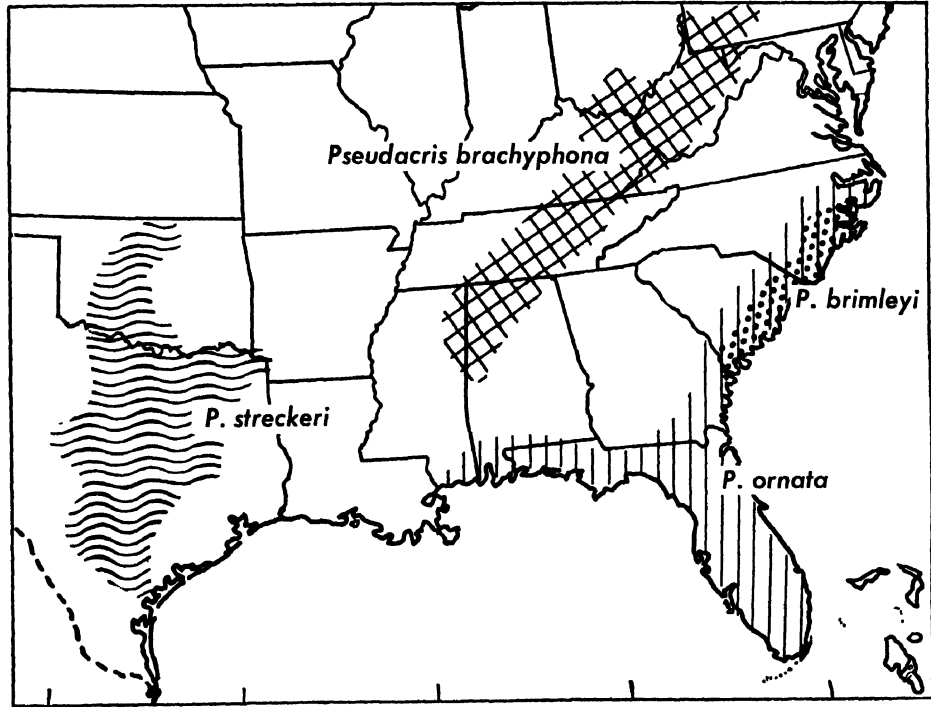 Pseudacris brachyphona
P. brimleyi
P. streckeri
P. ornata